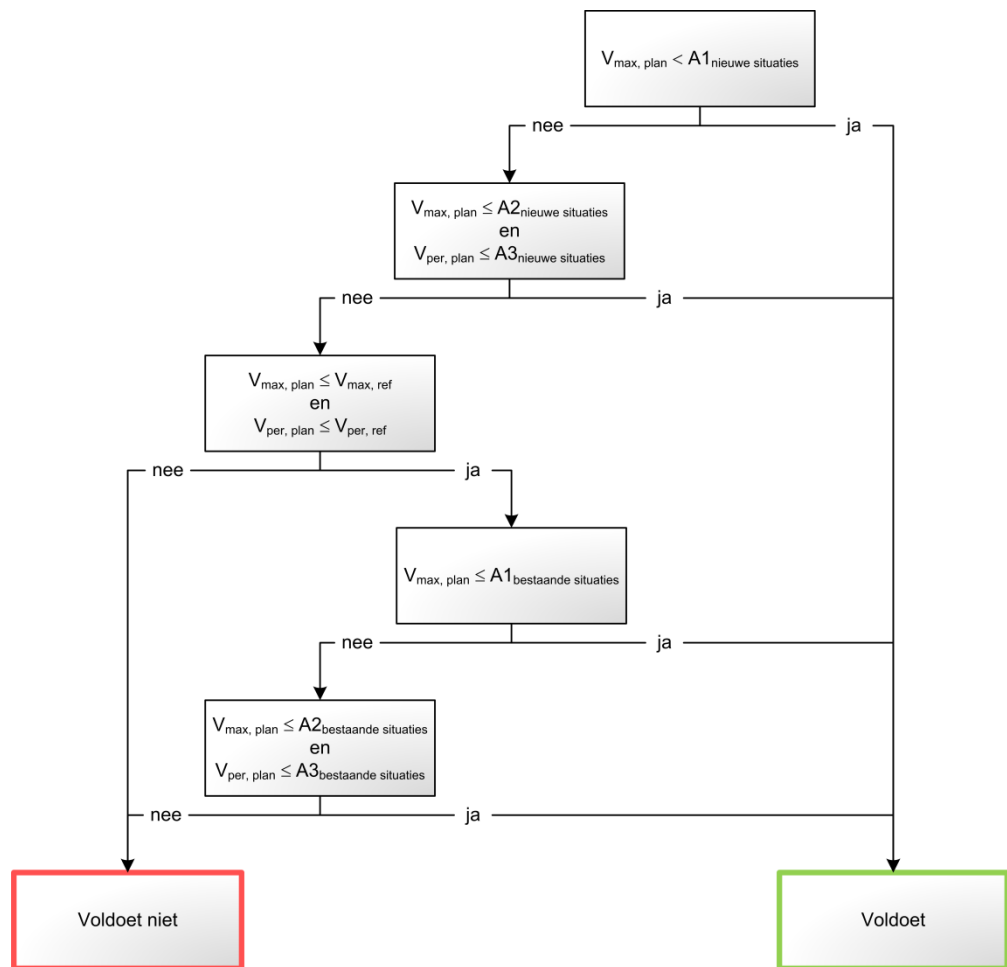 Vmax, plan < A1nieuwe situaties
nee
ja
Vmax, plan ≤ A2nieuwe situaties
en
Vper, plan ≤ A3nieuwe situaties
nee
ja
Vmax, plan ≤ Vmax, ref
en
Vper, plan ≤ Vper, ref
nee
ja
Vmax, plan ≤ A1bestaande situaties
nee
ja
Vmax, plan ≤ A2bestaande situaties
en
Vper, plan ≤ A3bestaande situaties
nee
ja
Voldoet niet
Voldoet